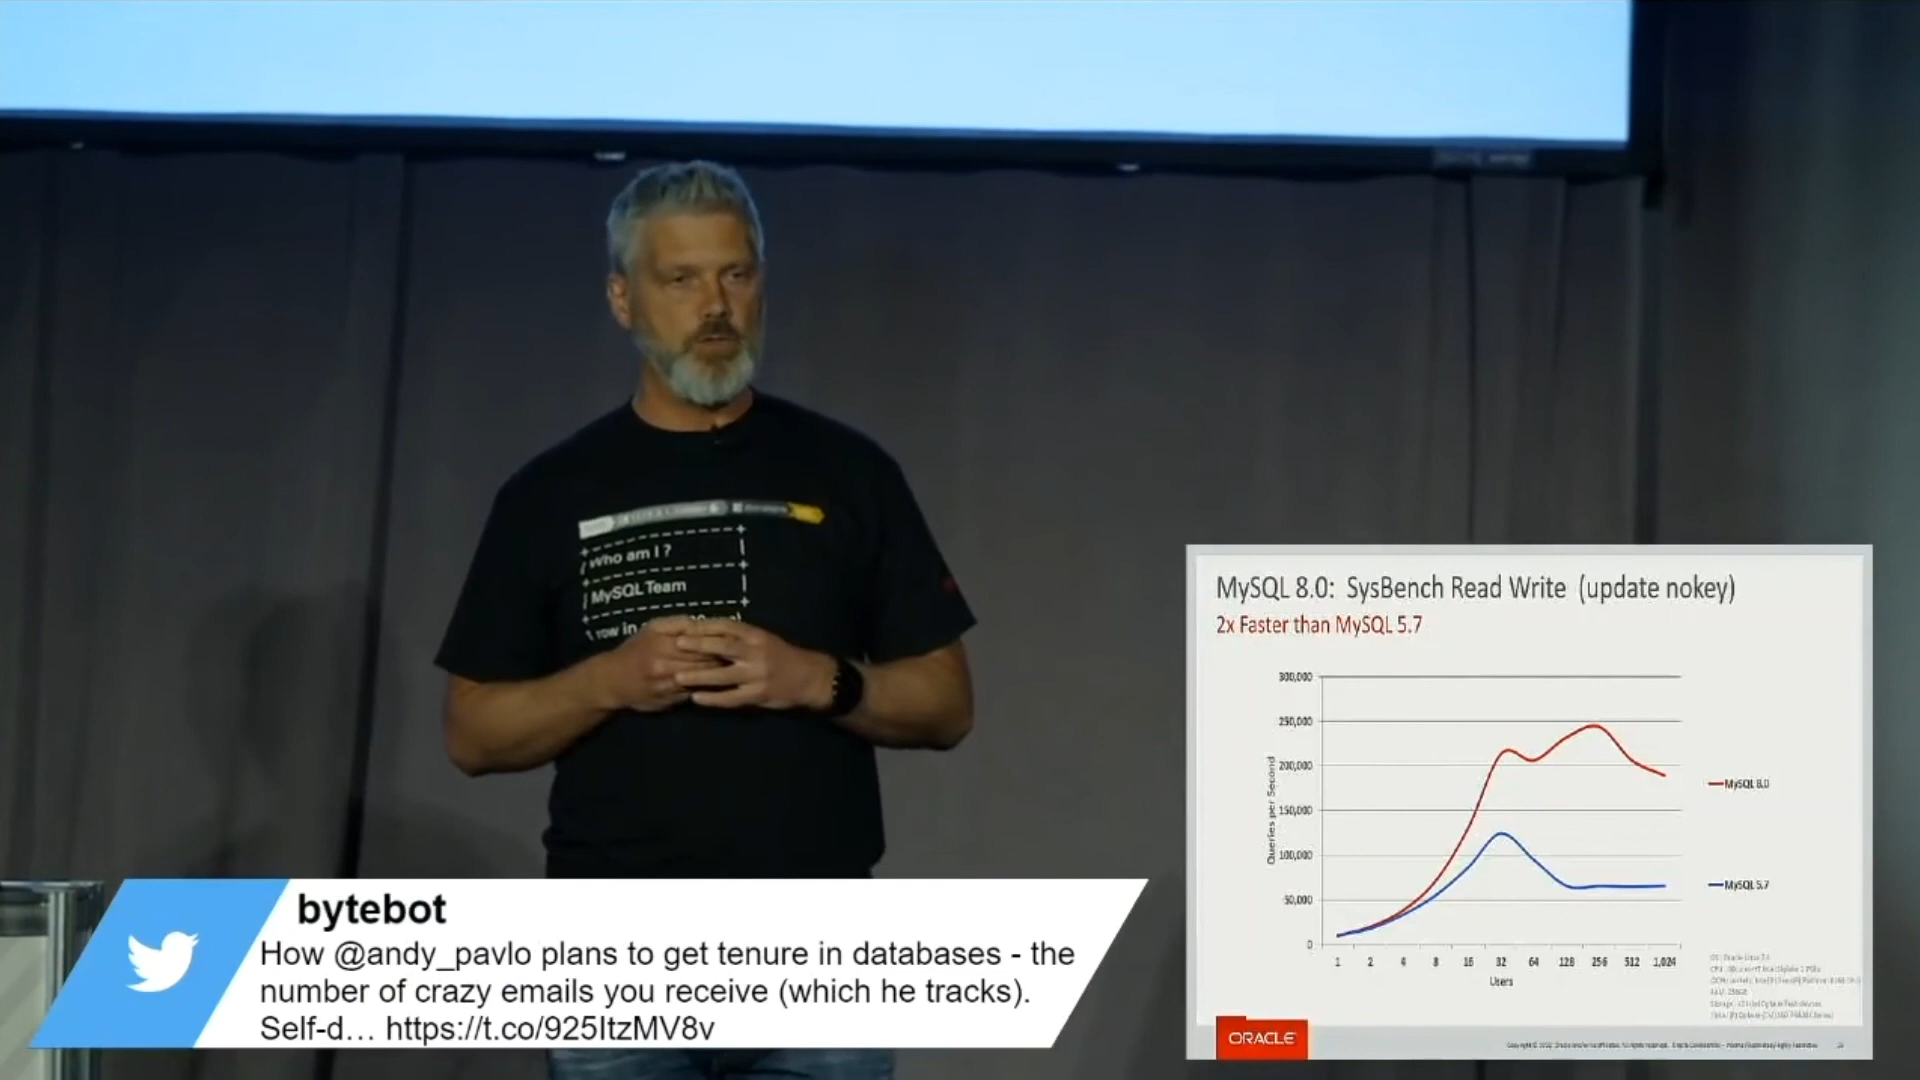 Who am I ?
MySQL Team
row in
MySQL 8.0: SysBench Read Write (update nokey)
2x Faster than MySQL 5.7
300,000
250,000
200,000
150,000
100,000
50,000
0
Queries per Second
1 2 4 8 16 32 64 128 256 512 1,024
Users
MySQL 8.0
MySQL 5.7
ORACLE
bytebot
How @andy_pavlo plans to get tenure in databases - the
number of crazy emails you receive (which he tracks).
Self-d… https://t.co/925ItzMV8v